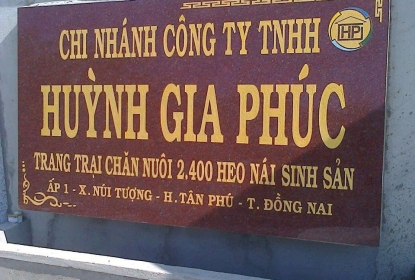 CHI NHÁNH CÔNG TY TNHH
HP
HUỲNH GIA PHÚC
TRANG TRẠI CHĂN NUÔI 2.400 HEO NÁI SINH SẢN
ẤP 1 - X. NÚI TƯỢNG - H. TÂN PHÚ - T. ĐỒNG NAI